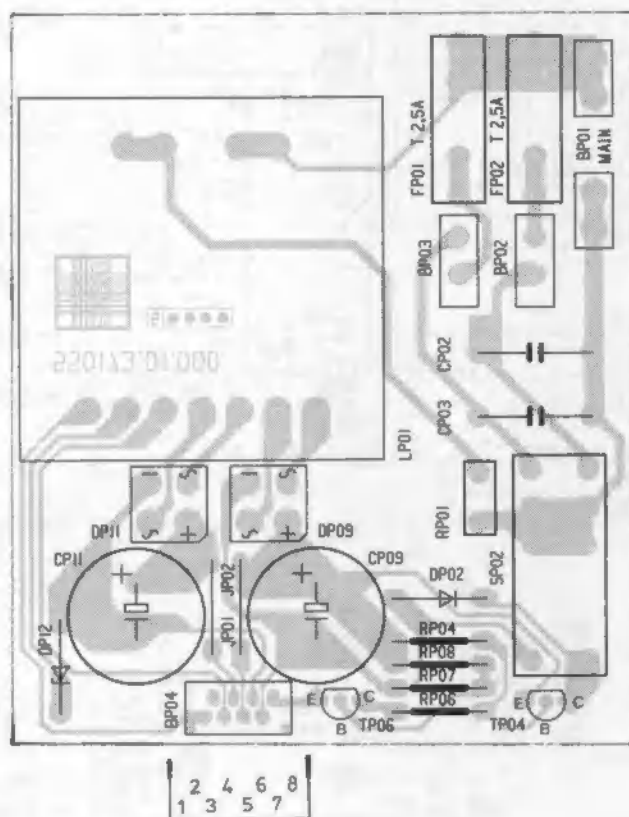 T 2,5A
T 2,5A
BP01
MAIN
FP01
FP02
BP03
BP02
CP02
CP03
550173.01.000
LP01
RP01
DP11
DP09
CP11
CP09
JP02
JP01
DP02
SP02
DP12
RP04
RP08
RP07
RP06
BP04
E C
B
TP06
TP04
E C
B
2 4 6 8
1 3 5 7